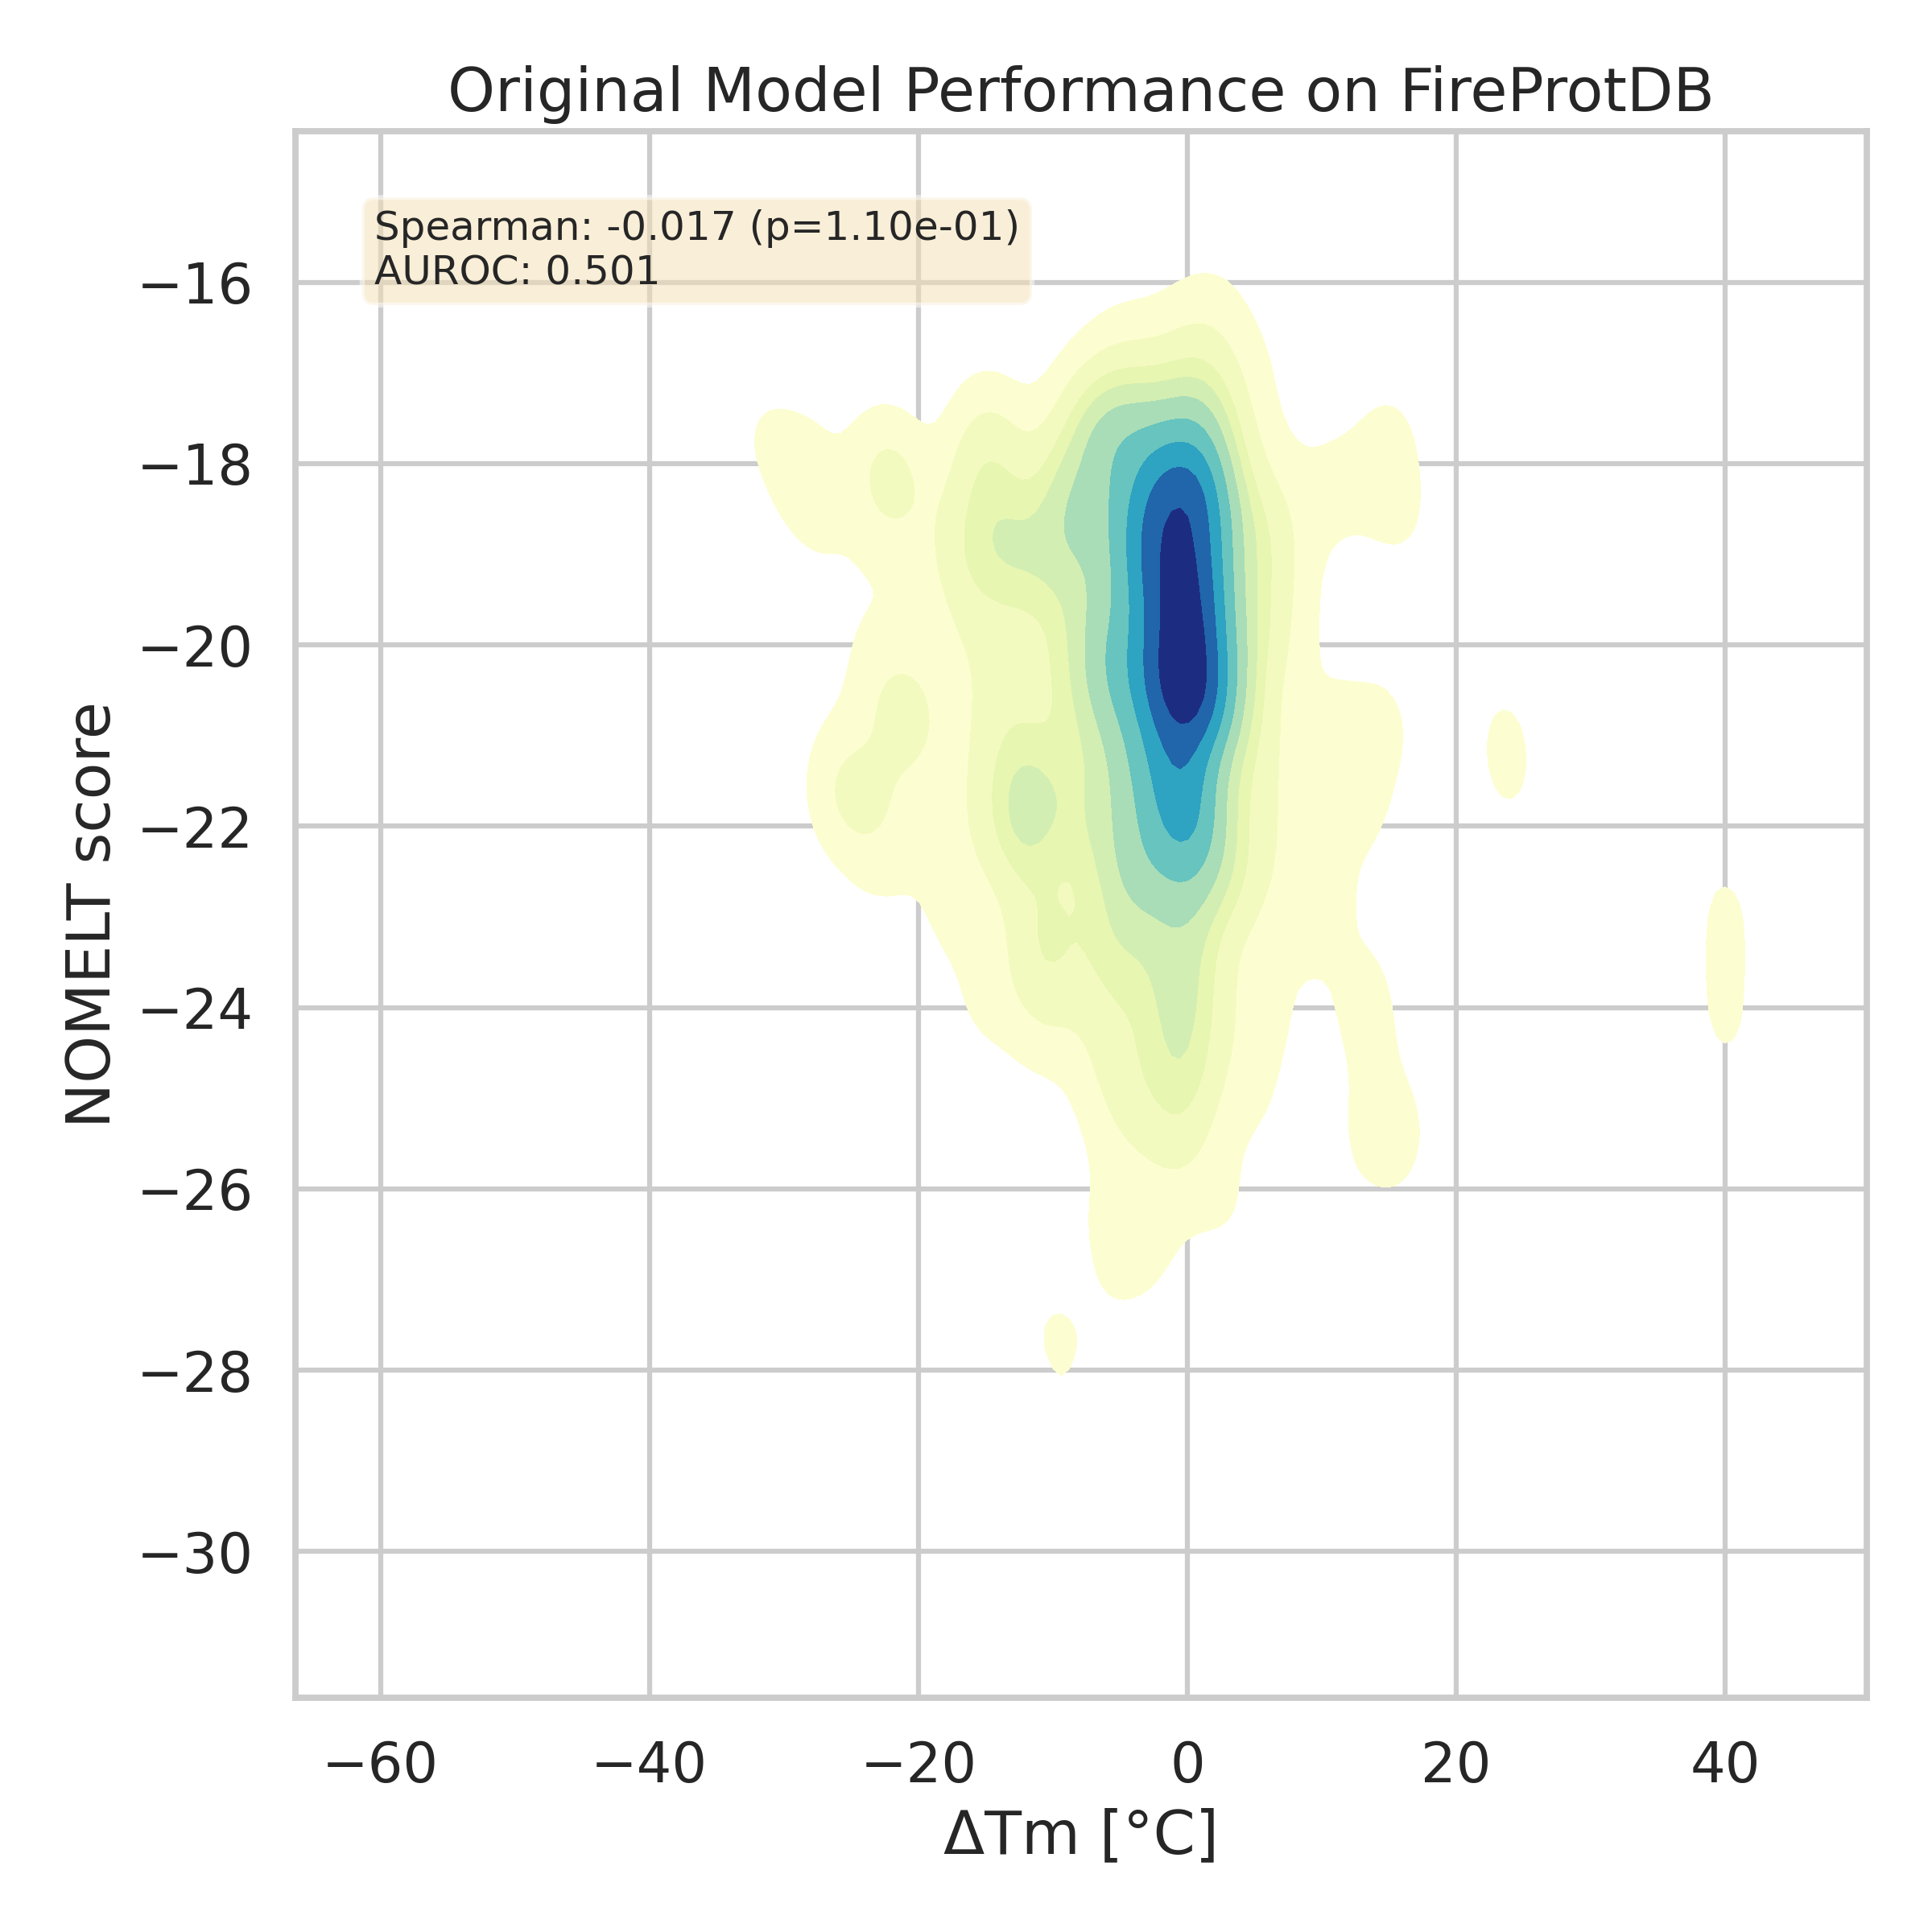 Original Model Performance on FireProtDB
Spearman: -0.017 (p=1.10e-01)
AUROC: 0.501
NOMELT score
−16
−18
−20
−22
−24
−26
−28
−30
−60 −40 −20 0 20 40
ΔTm [°C]